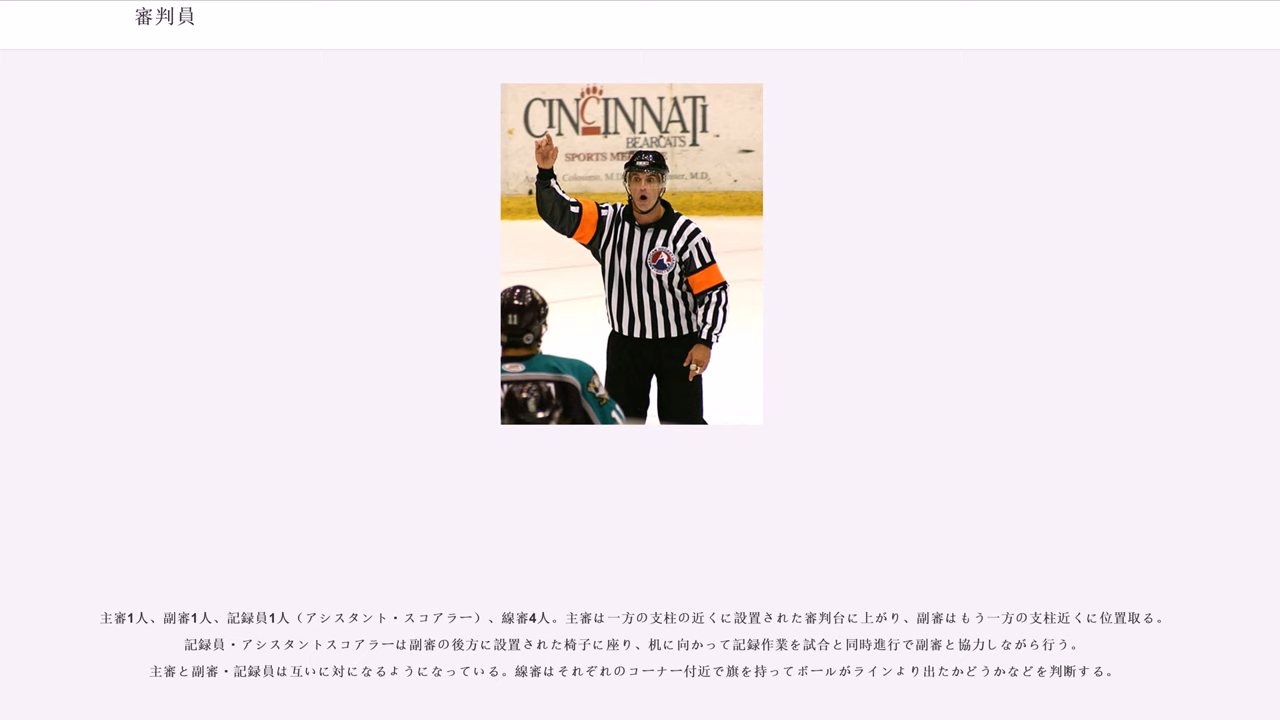 審判員
CINCINNATI
BEARCATS
SPORTS
M.D.
11
主審1人、副審1人、記録員1人（アシスタント・スコアラー）、線審4人。主審は一方の支柱の近くに設置された審判台に上がり、副審はもう一方の支柱近くに位置取る。
記録員・アシスタントスコアラーは副審の後方に設置された椅子に座り、机に向かって記録作業を試合と同時進行で副審と協力しながら行う。
主審と副審・記録員は互いに対になるようになっている。線審はそれぞれのコーナー付近で旗を持ってボールがラインより出たかどうかなどを判断する。